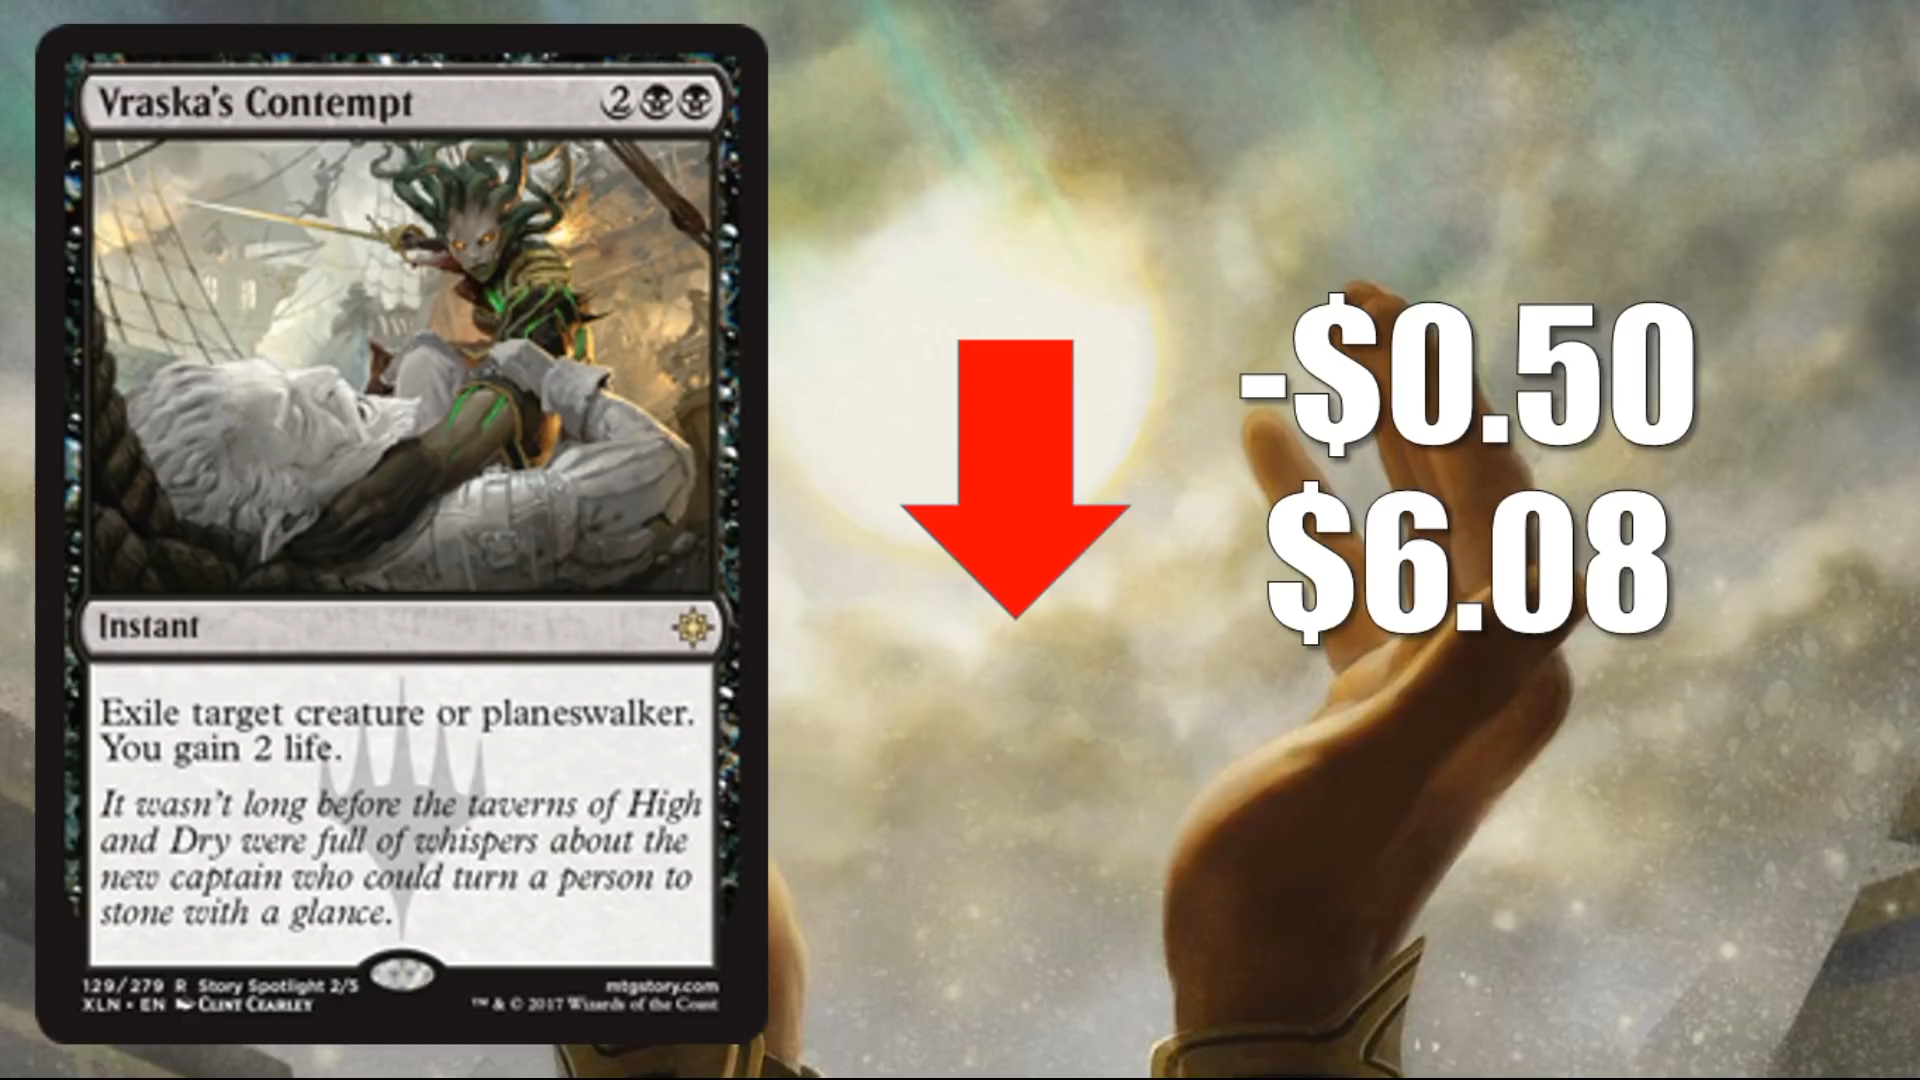 Vraska's Contempt 2
Instant
Exile target creature or planeswalker.
You gain 2 life.
It wasn't long before the taverns of High
and Dry were full of whispers about the
new captain who could turn a person to
stone with a glance.
129/279 R Story Spotlight 2/5
XLN • EN CLINT CEARLEY
mtgstory.com
™ & © 2017 Wizards of the Coast
-$0.50
$6.08